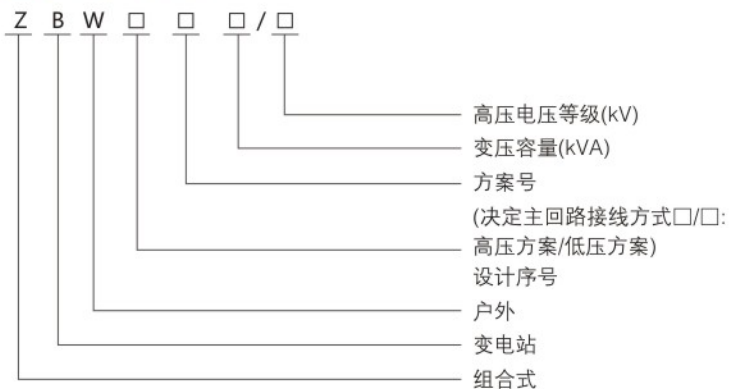 Z B W □ □ □/□
高压电压等级(kV)
变压容量(kVA)
方案号
(决定主回路接线方式□/□:
高压方案/低压方案)
设计序号
户外
变电站
组合式